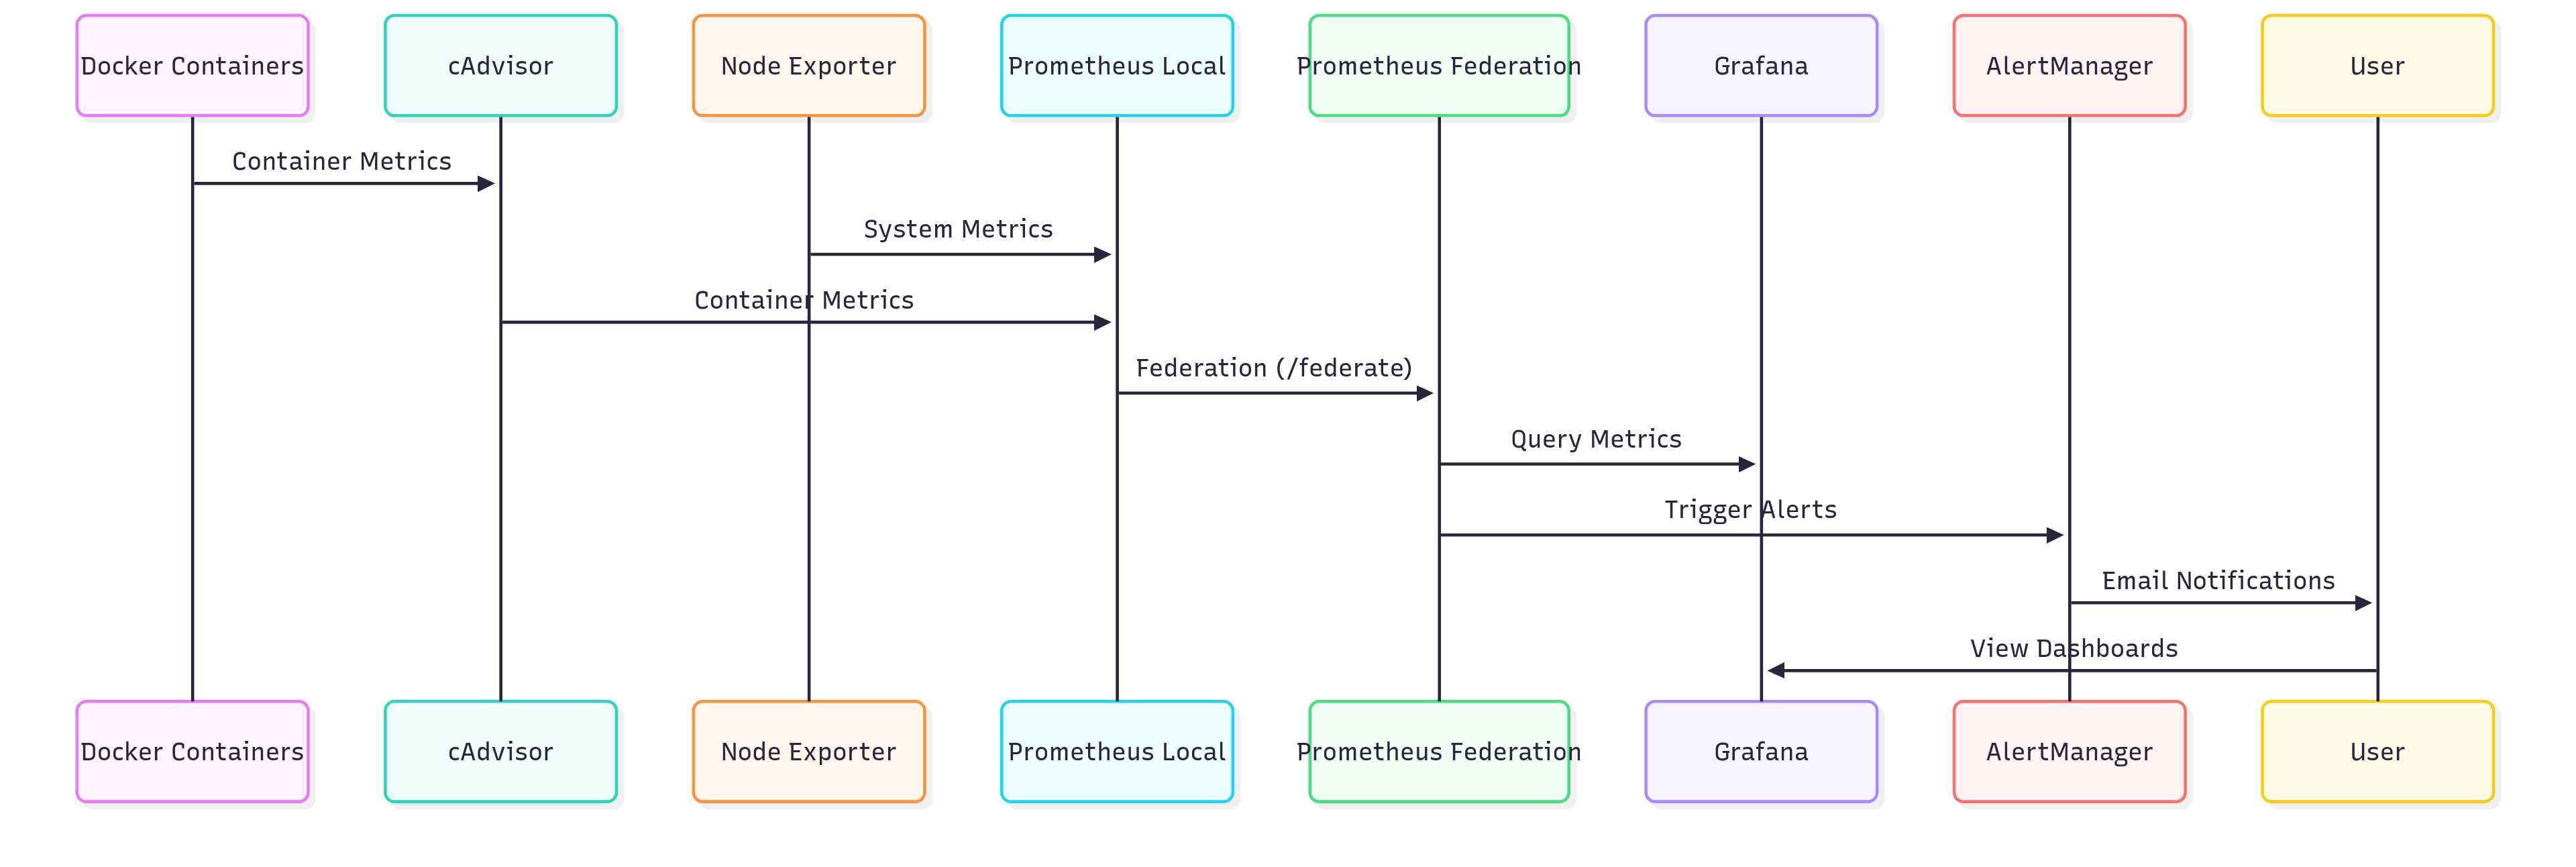 Docker Containers
cAdvisor
Node Exporter
Prometheus Local
Prometheus Federation
Grafana
AlertManager
User
Container Metrics
System Metrics
Container Metrics
Federation (/federate)
Query Metrics
Trigger Alerts
Email Notifications
View Dashboards
Docker Containers
cAdvisor
Node Exporter
Prometheus Local
Prometheus Federation
Grafana
AlertManager
User